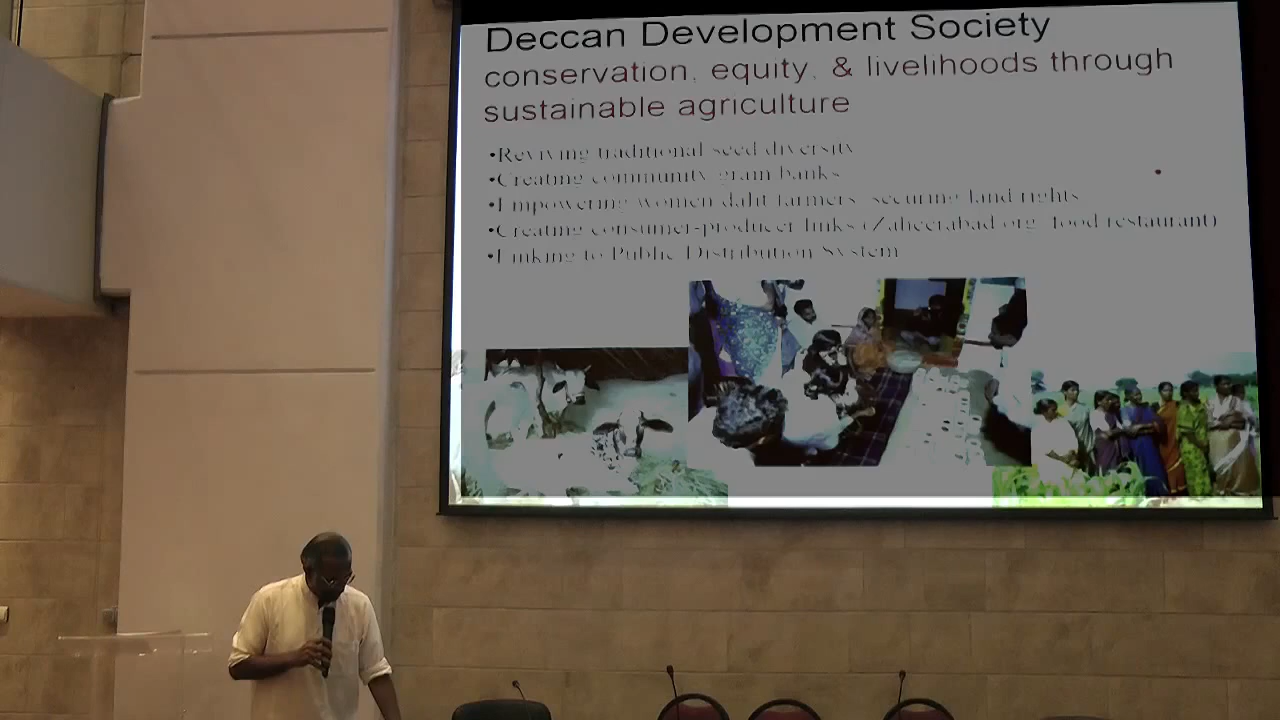 Deccan Development Society
conservation, equity, & livelihoods through
sustainable agriculture
•Reviving traditional seed diversity
•Creating community grain banks
•Empowering women dalit farmers, securing land rights
•Creating consumer-producer links (Zaheerabad org. food restaurant)
•Linking to Public Distribution System